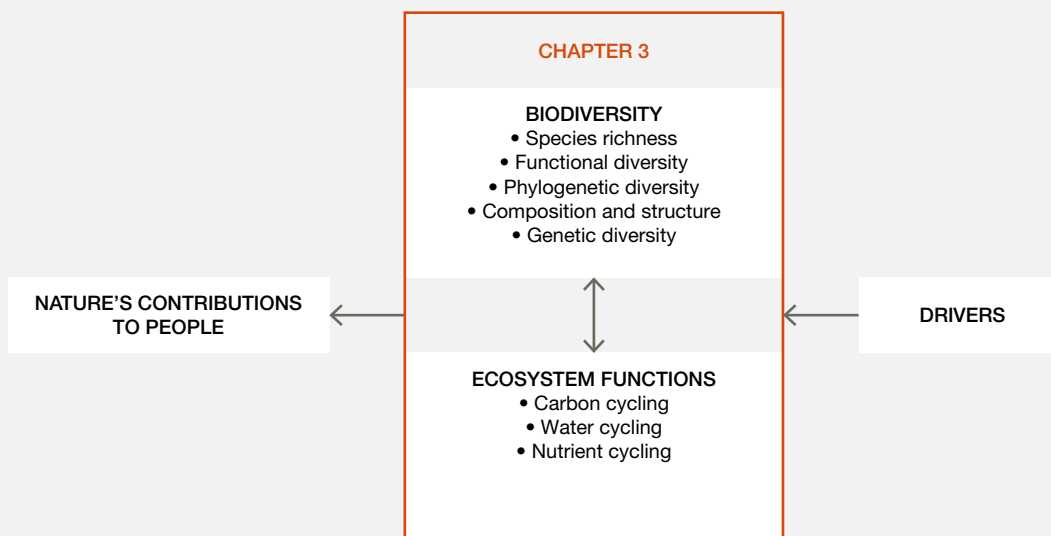 CHAPTER 3
BIODIVERSITY
• Species richness
• Functional diversity
• Phylogenetic diversity
• Composition and structure
• Genetic diversity
NATURE’S CONTRIBUTIONS
TO PEOPLE
DRIVERS
ECOSYSTEM FUNCTIONS
• Carbon cycling
• Water cycling
• Nutrient cycling